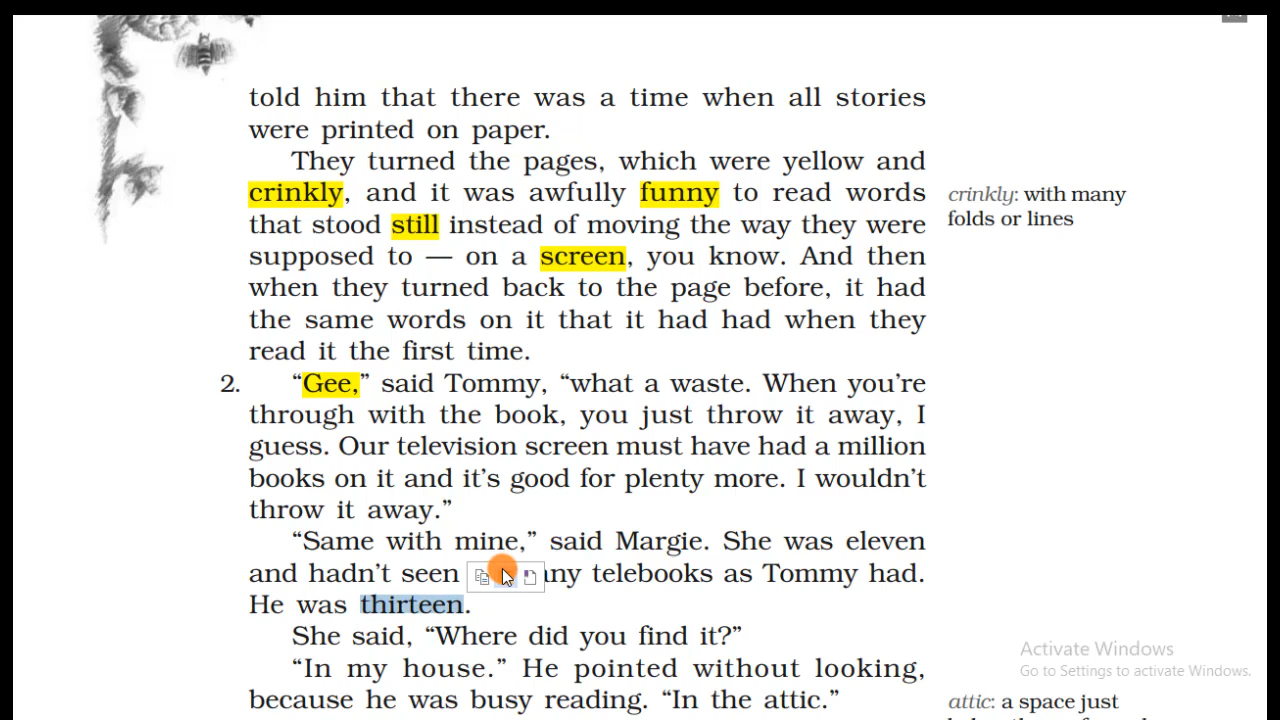 told him that there was a time when all stories
were printed on paper.
They turned the pages, which were yellow and
crinkly, and it was awfully funny to read words
crinkly: with many
folds or lines
that stood still instead of moving the way they were
supposed to — on a screen, you know. And then
when they turned back to the page before, it had
the same words on it that it had had when they
read it the first time.
2. “Gee,” said Tommy, “what a waste. When you’re
through with the book, you just throw it away, I
guess. Our television screen must have had a million
books on it and it’s good for plenty more. I wouldn’t
throw it away.”
“Same with mine,” said Margie. She was eleven
and hadn’t seen telebooks as Tommy had.
He was thirteen.
She said, “Where did you find it?”
“In my house.” He pointed without looking,
because he was busy reading. “In the attic.”
Activate Windows
Go to Settings to activate Windows.
attic: a space just